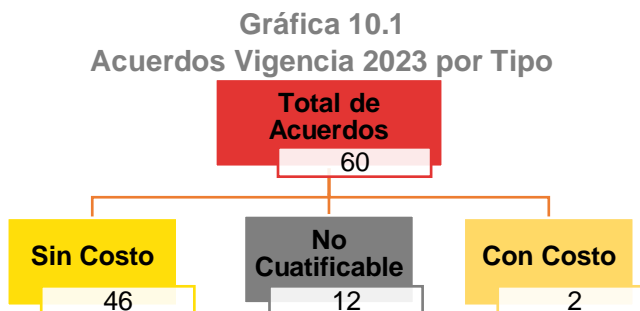 Gráfica 10.1
Acuerdos Vigencia 2023 por Tipo
Total de
Acuerdos
60
Sin Costo
46
No
Cuatificable
12
Con Costo
2